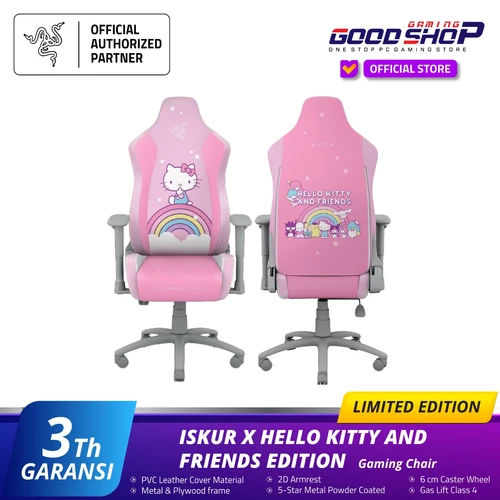 OFFICIAL
AUTHORIZED
PARTNER
GAMING
GOODSHOP
ONE STOP PC GAMING STORE
OFFICIAL STORE
HELLO KITTY
AND FRIENDS
LIMITED EDITION
3Th
GARANSI
ISKUR X HELLO KITTY AND
FRIENDS EDITION Gaming Chair
• PVC Leather Cover Material
• Metal & Plywood frame
• 2D Armrest
• 5-Star Metal Powder Coated
• 6 cm Caster Wheel
• Gas Lift Class 4